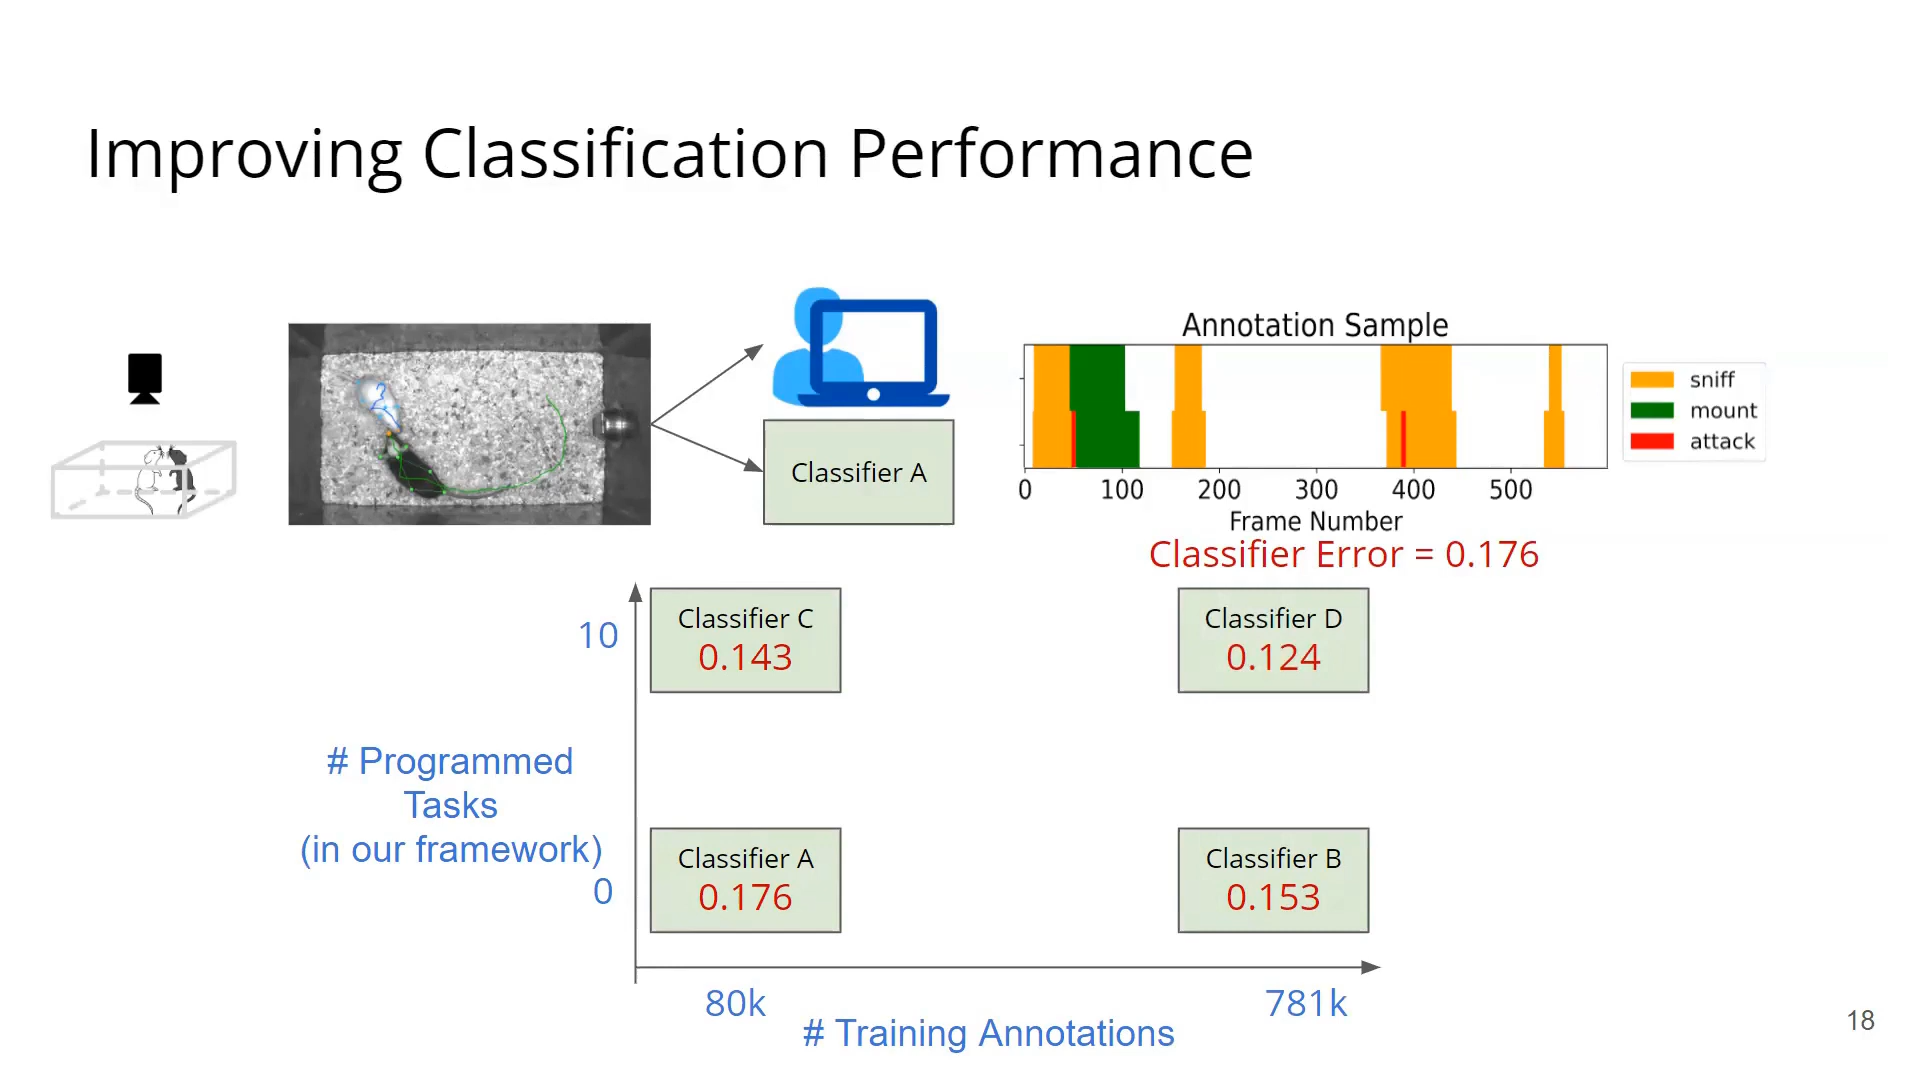 Improving Classification Performance
Classifier A
Annotation Sample
sniff
mount
attack
0 100 200 300 400 500
Frame Number
Classifier Error = 0.176
10
Classifier C
0.143
Classifier D
0.124
# Programmed
Tasks
(in our framework)
0
Classifier A
0.176
Classifier B
0.153
80k
781k
# Training Annotations
18